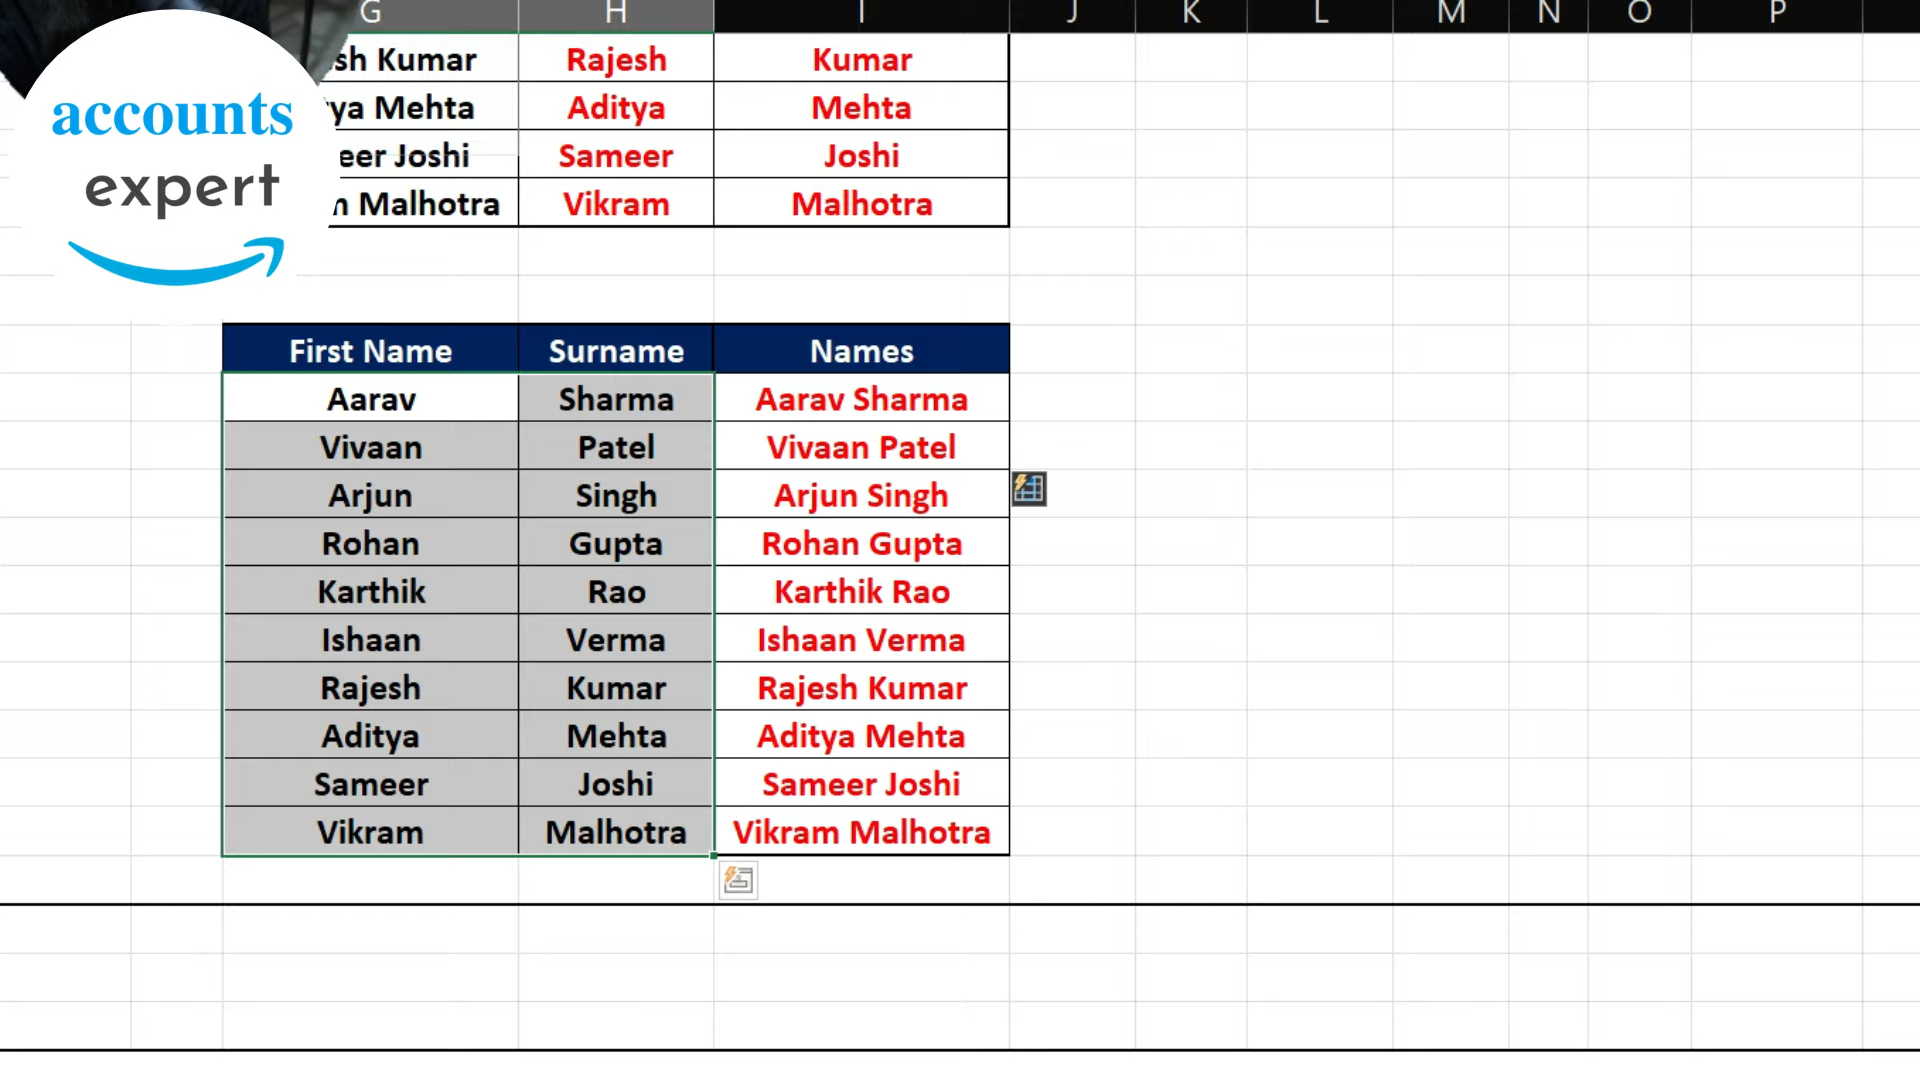 G H I J K L M N O P
accounts
expert
sh Kumar Rajesh Kumar
ya Mehta Aditya Mehta
eer Joshi Sameer Joshi
Malhotra Vikram Malhotra
First Name Surname Names
Aarav Sharma Aarav Sharma
Vivaan Patel Vivaan Patel
Arjun Singh Arjun Singh
Rohan Gupta Rohan Gupta
Karthik Rao Karthik Rao
Ishaan Verma Ishaan Verma
Rajesh Kumar Rajesh Kumar
Aditya Mehta Aditya Mehta
Sameer Joshi Sameer Joshi
Vikram Malhotra Vikram Malhotra